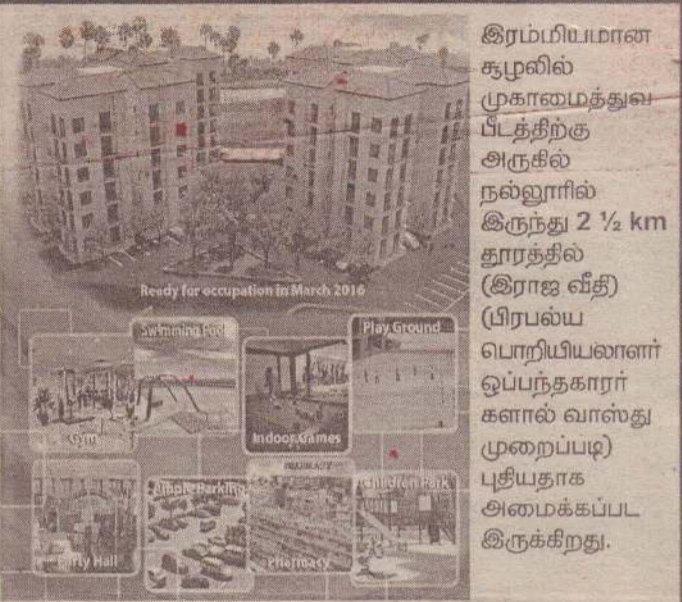 Ready for occupation in March 2016
Swimming Pool
Play Ground
Gym
Indoor Games
PHARMACY
Ample Parking
Children Park
Party Hall
Pharmacy
இரம்மியமான
சூழலில்
முகாமைத்துவ
பீடத்திற்கு
அருகில்
நல்லூரில்
இருந்து 2 ½ km
தூரத்தில்
(இராஜ வீதி)
(பிரபல்ய
பொறியியலாளர்
ஒப்பந்தகாரர்
களால் வாஸ்து
முறைப்படி)
புதியதாக
அமைக்கப்பட
இருக்கிறது.